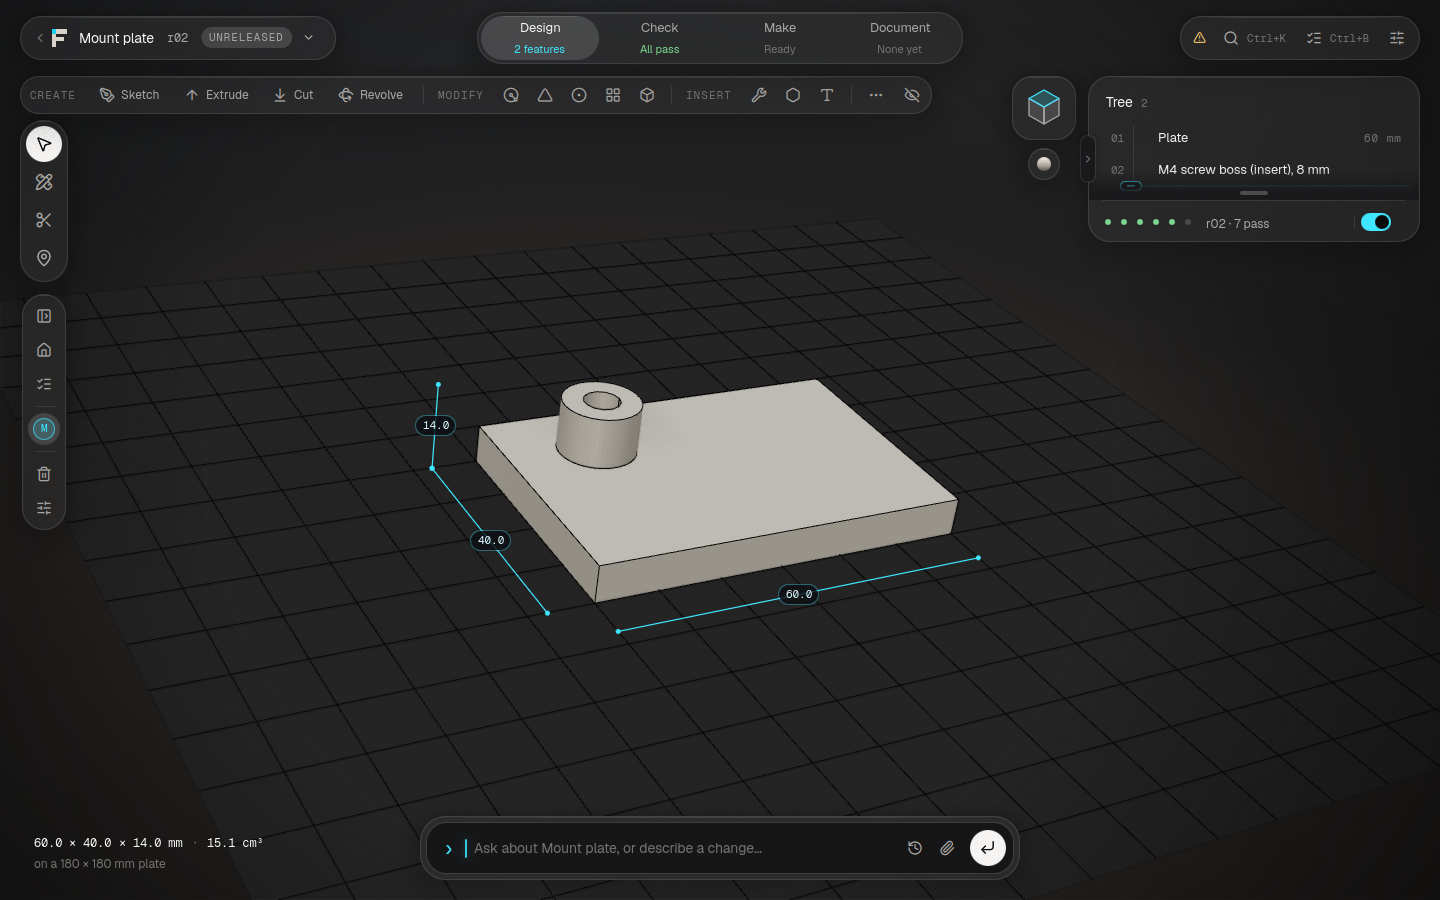 Mount plate r02 UNRELEASED
Design
2 features
Check
All pass
Make
Ready
Document
None yet
Ctrl+K
Ctrl+B
CREATE
Sketch
Extrude
Cut
Revolve
MODIFY
INSERT
Tree 2
01 Plate 60 mm
02 M4 screw boss (insert), 8 mm
r02 · 7 pass
M
14.0
40.0
60.0
60.0 × 40.0 × 14.0 mm · 15.1 cm³
on a 180 × 180 mm plate
Ask about Mount plate, or describe a change...